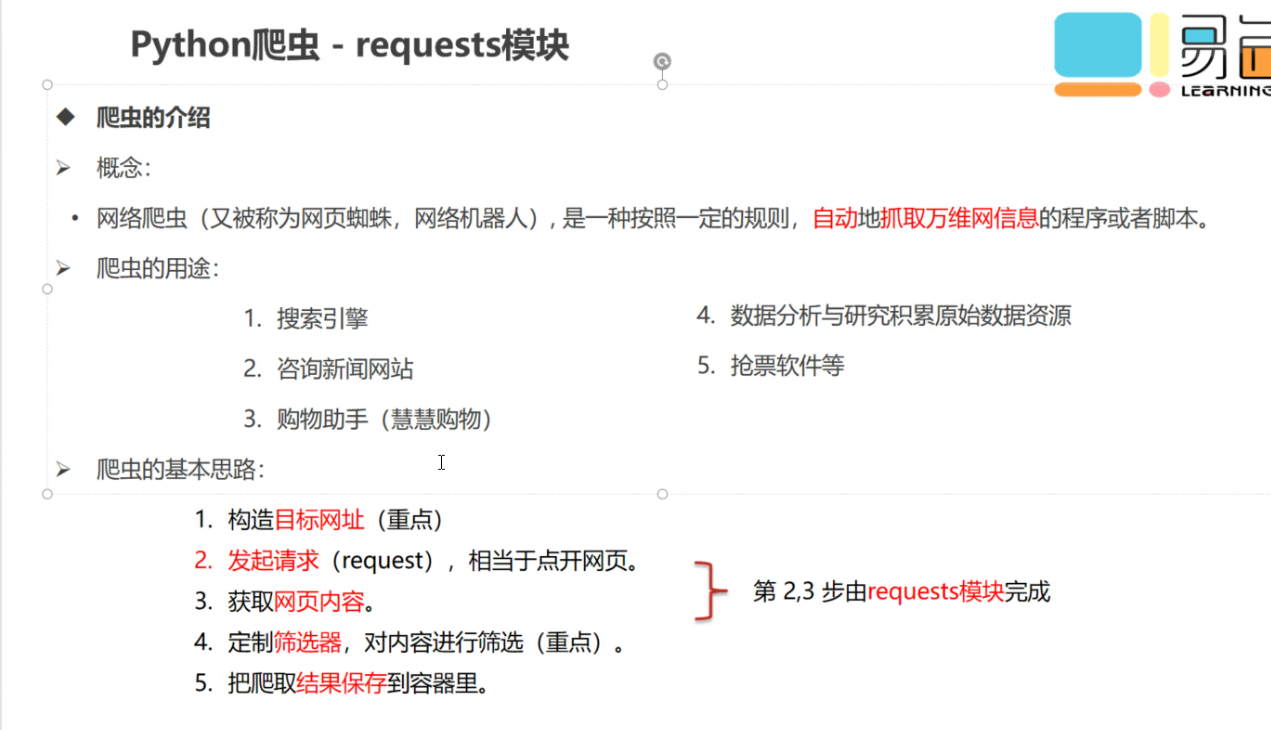 Python爬虫 - requests模块
LEARNING
◆ 爬虫的介绍
➢ 概念：
• 网络爬虫（又被称为网页蜘蛛，网络机器人）, 是一种按照一定的规则，自动地抓取万维网信息的程序或者脚本。
➢ 爬虫的用途：
1. 搜索引擎
2. 咨询新闻网站
3. 购物助手（慧慧购物）
4. 数据分析与研究积累原始数据资源
5. 抢票软件等
➢ 爬虫的基本思路：
1. 构造目标网址（重点）
2. 发起请求（request），相当于点开网页。
3. 获取网页内容。
4. 定制筛选器，对内容进行筛选（重点）。
5. 把爬取结果保存到容器里。
第 2,3 步由requests模块完成